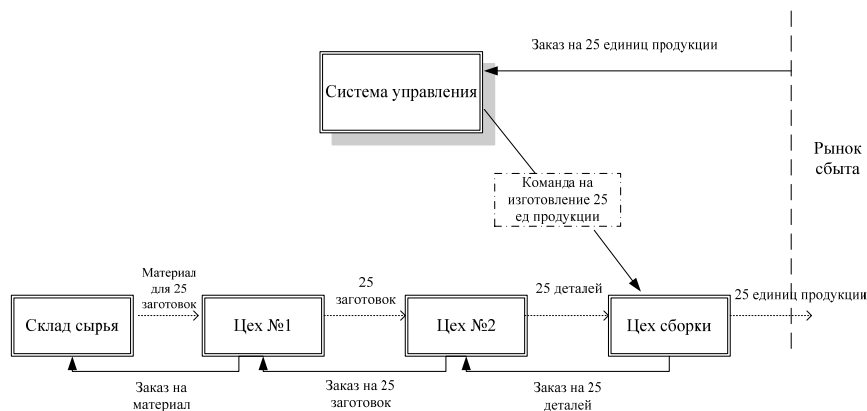 Заказ на 25 единиц продукции
Система управления
Рынок
сбыта
Команда на
изготовление 25
ед продукции
Материал
для 25
заготовок
25
заготовок
25 деталей
25 единиц продукции
Склад сырья
Цех №1
Цех №2
Цех сборки
Заказ на
материал
Заказ на 25
заготовок
Заказ на 25
деталей